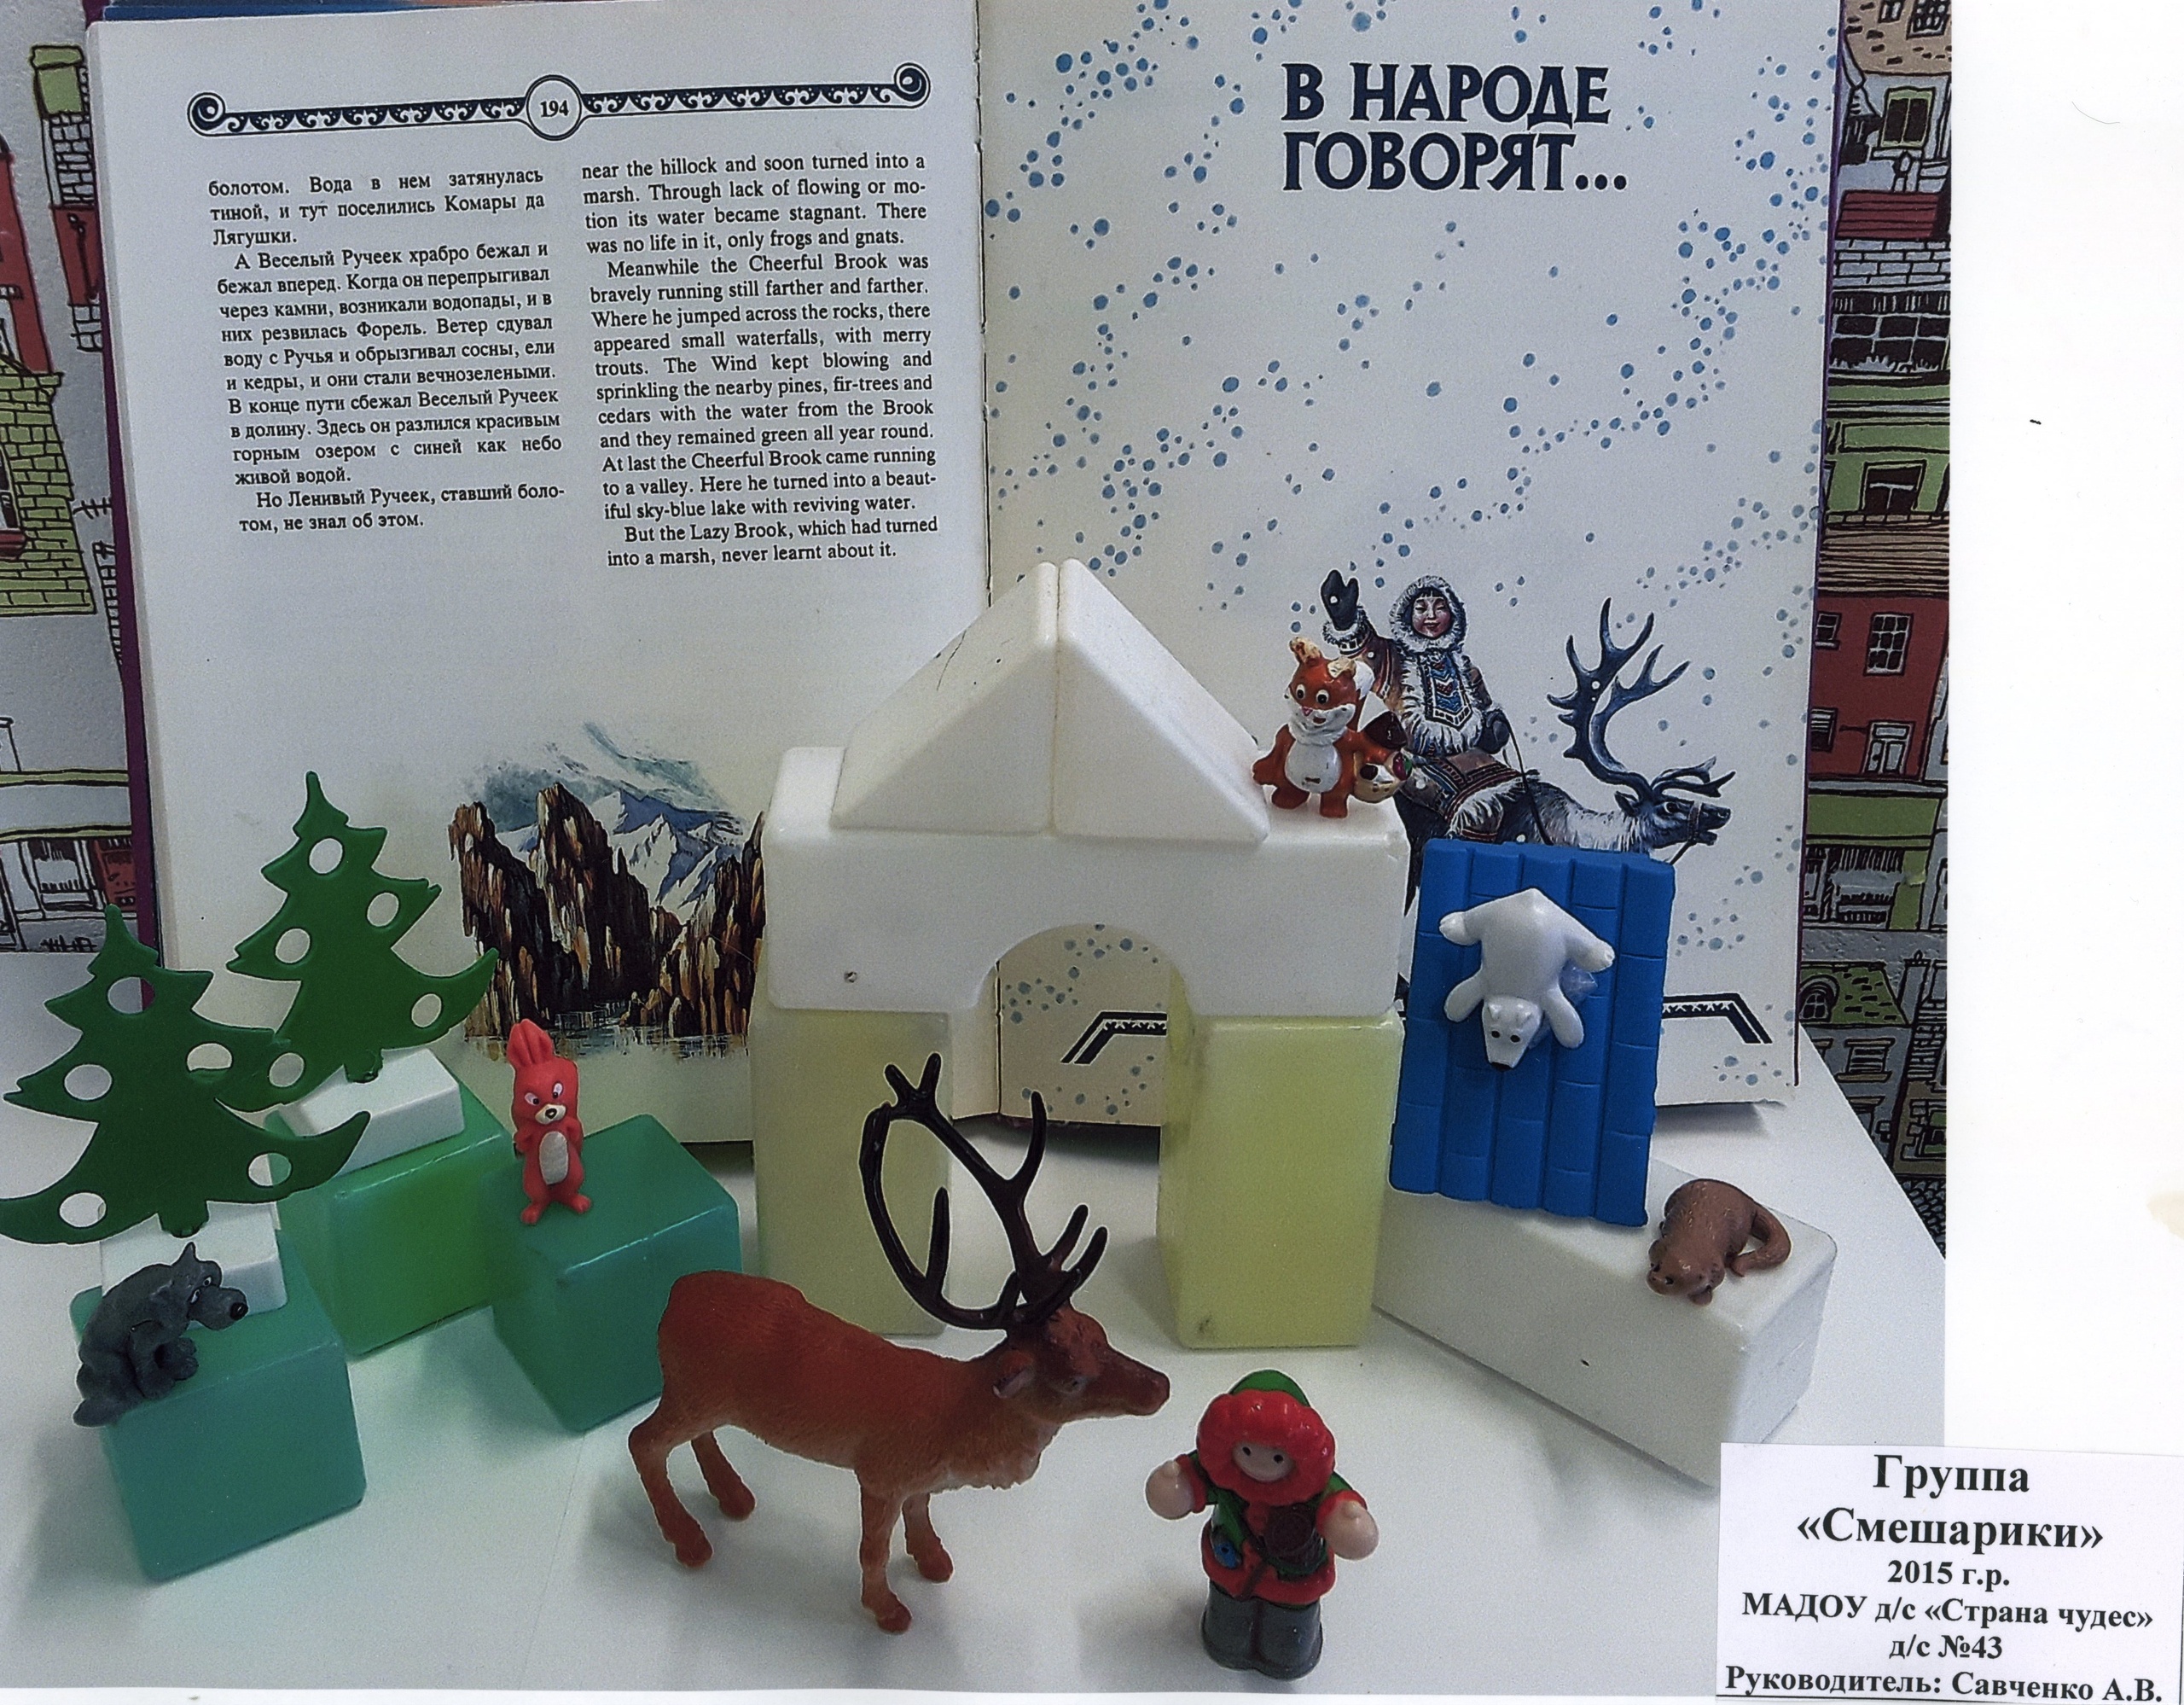 194
болотом. Вода в нем затянулась
тиной, и тут поселились Комары да
Лягушки.
А Веселый Ручеек храбро бежал и
бежал вперед. Когда он перепрыгивал
через камни, возникали водопады, и в
них резвилась Форель. Ветер сдувал
воду с Ручья и обрызгивал сосны, ели
и кедры, и они стали вечнозелеными.
В конце пути сбежал Веселый Ручеек
в долину. Здесь он разлился красивым
горным озером с синей как небо
живой водой.
Но Ленивый Ручеек, ставший боло-
том, не знал об этом.
near the hillock and soon turned into a
marsh. Through lack of flowing or mo-
tion its water became stagnant. There
was no life in it, only frogs and gnats.
Meanwhile the Cheerful Brook was
bravely running still farther and farther.
Where he jumped across the rocks, there
appeared small waterfalls, with merry
trouts. The Wind kept blowing and
sprinkling the nearby pines, fir-trees and
cedars with the water from the Brook
and they remained green all year round.
At last the Cheerful Brook came running
to a valley. Here he turned into a beaut-
iful sky-blue lake with reviving water.
But the Lazy Brook, which had turned
into a marsh, never learnt about it.
В НАРОДЕ
ГОВОРЯТ...
Группа
«Смешарики»
2015 г.р.
МАДОУ д/с «Страна чудес»
д/с №43
Руководитель: Савченко А.В.